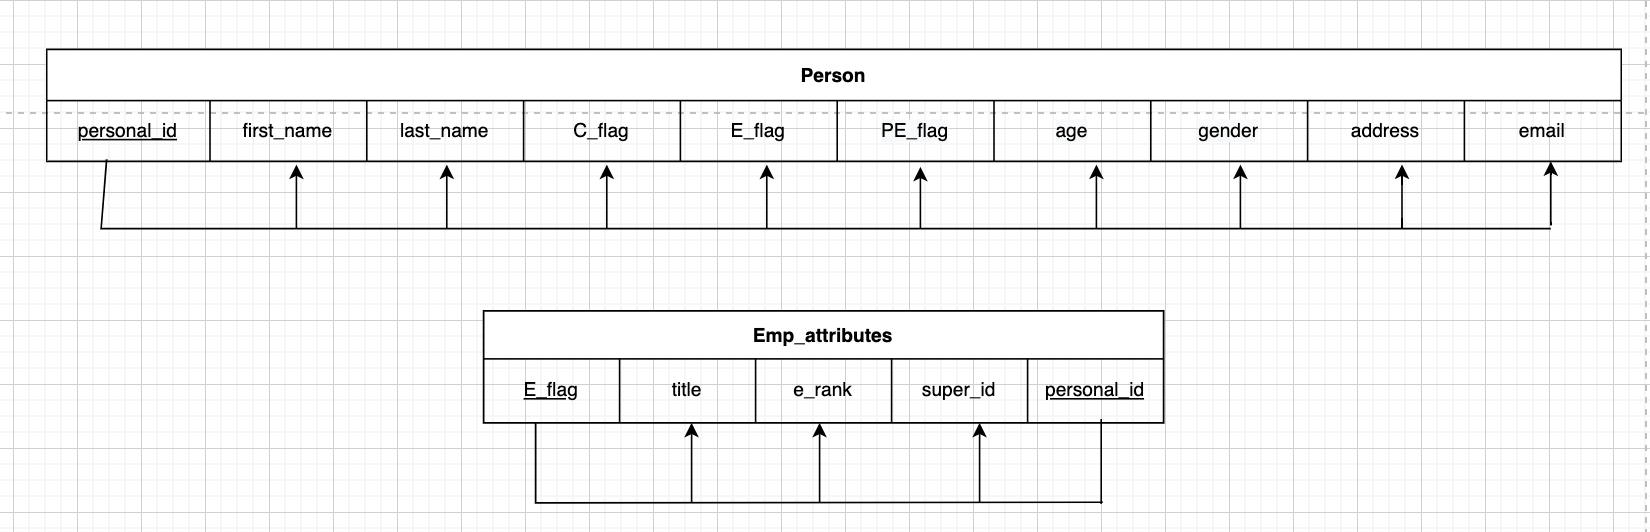 Person
personal_id first_name last_name C_flag E_flag PE_flag age gender address email
Emp_attributes
E_flag title e_rank super_id personal_id